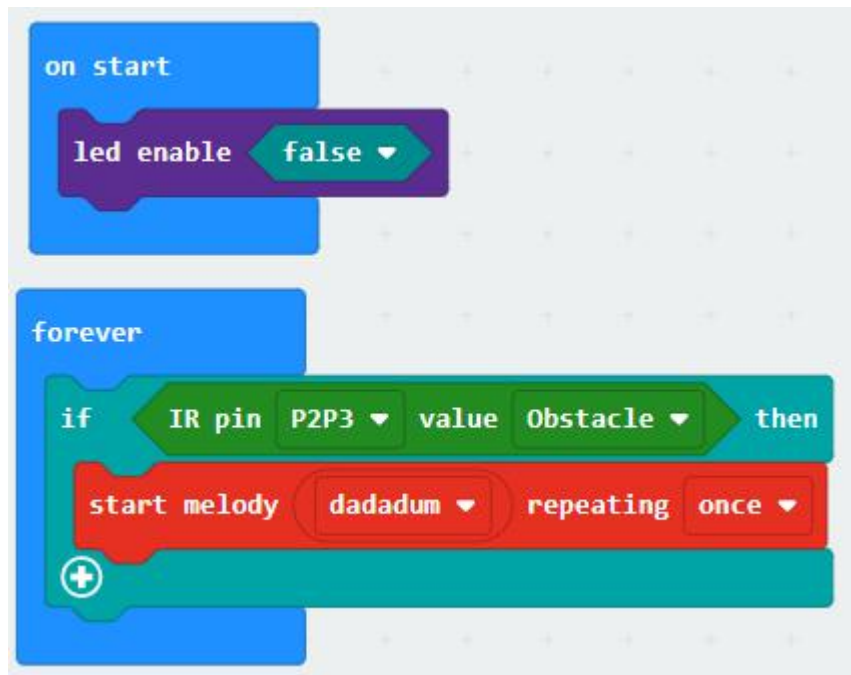 on start
led enable false
forever
if IR pin P2P3 value Obstacle then
start melody dadadum repeating once